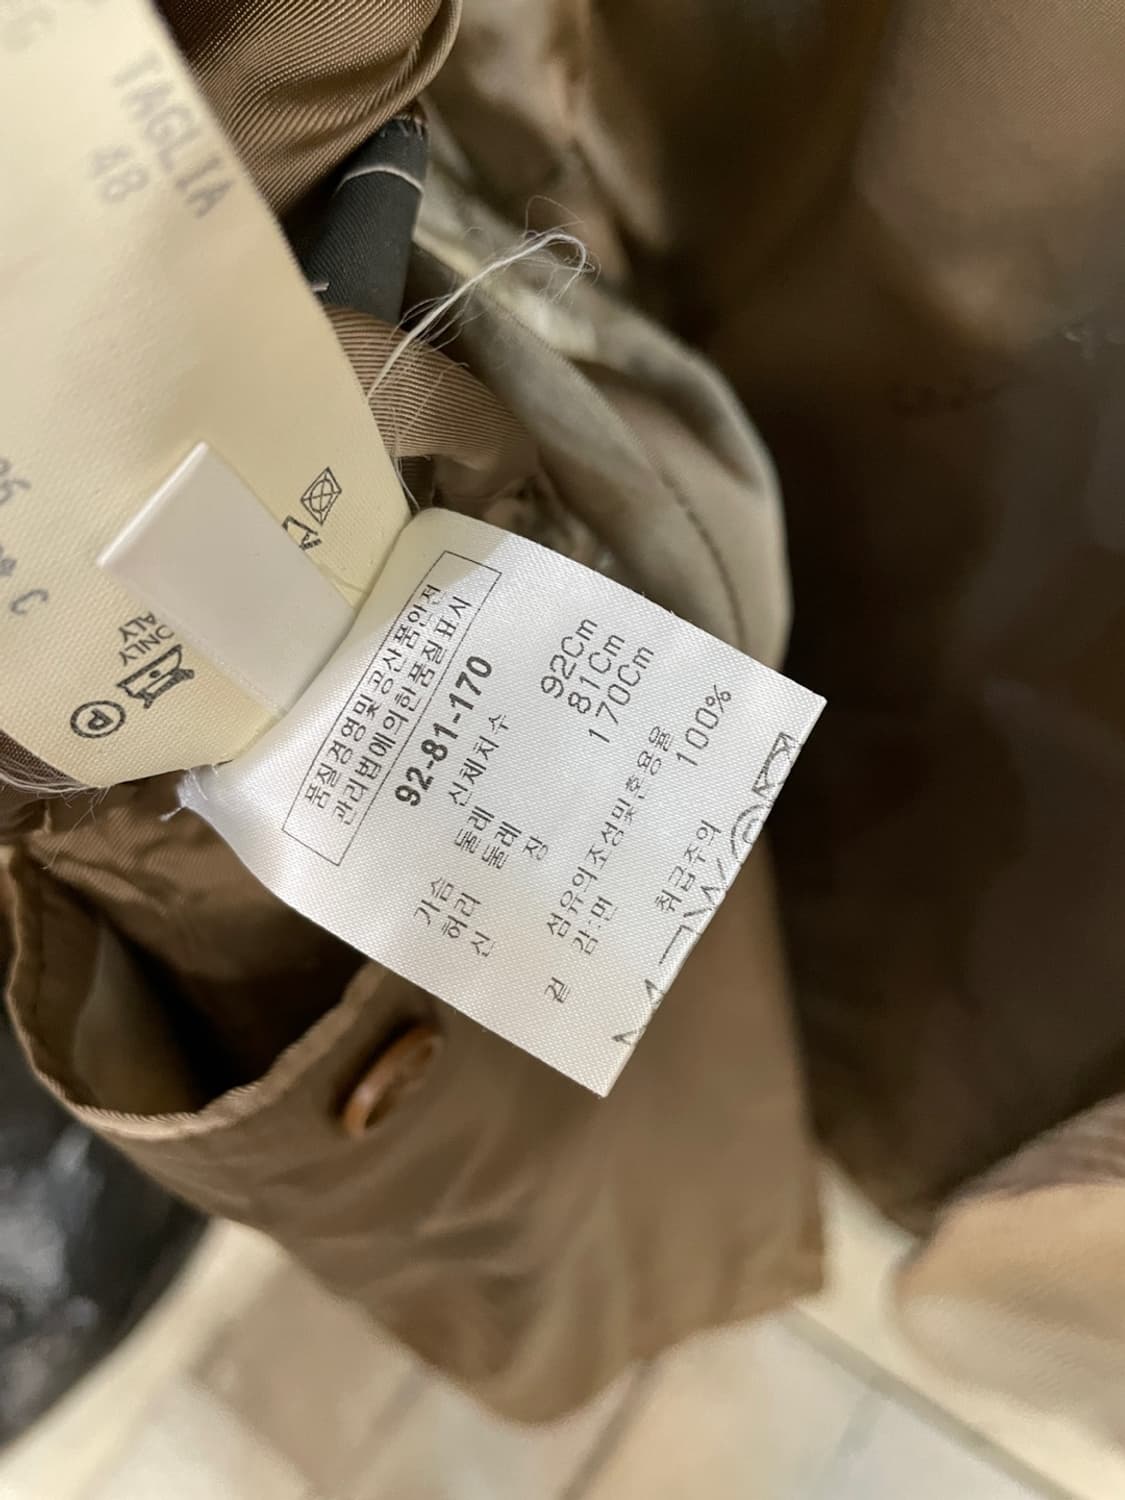 TAGLIA
48
ONLY
ALY
P
품질경영및공산품안전
관리법에의한품질표시
92-81-170
신체치수
가슴 둘레 92Cm
허리 둘레 81Cm
신 장 170Cm
섬유의조성및혼용율
겉 감:면 100%
취급주의